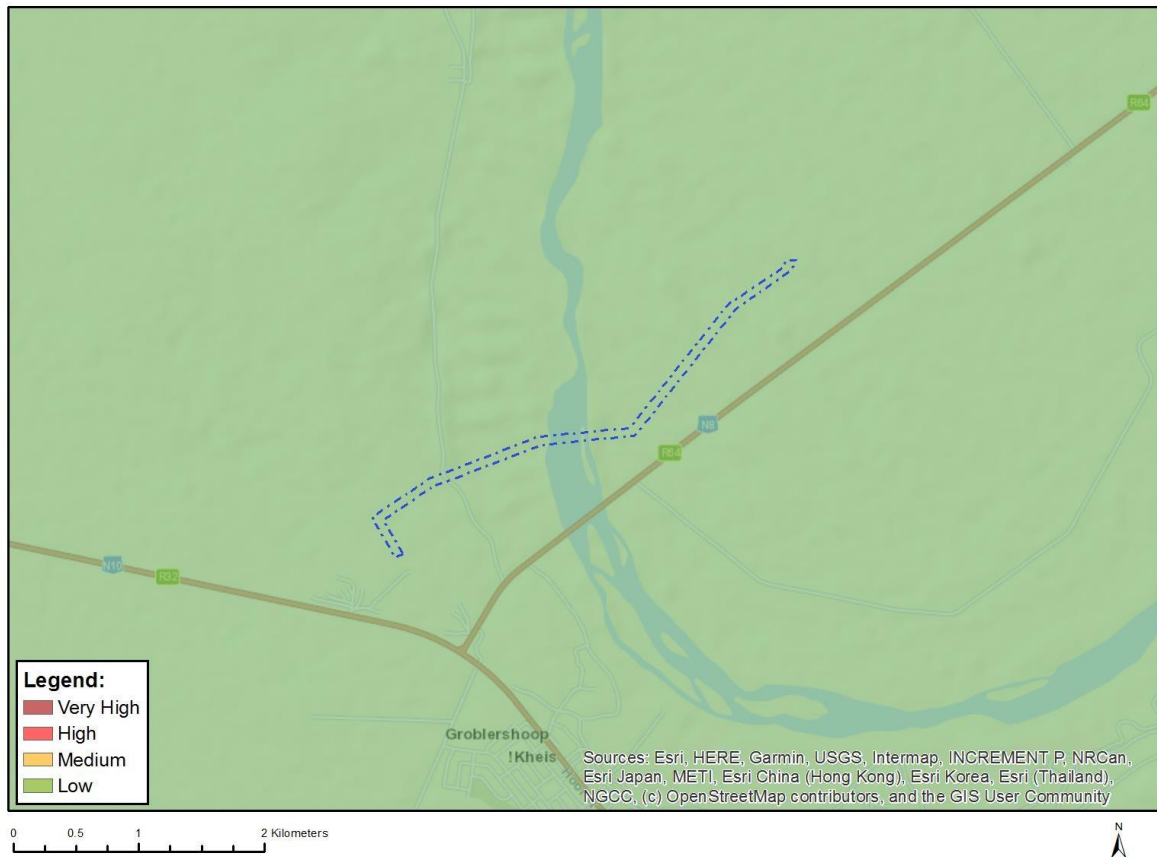 R64
N8
R64
N10
R32
Legend:
Very High
High
Medium
Low
Groblershoop
!Kheis
Sources: Esri, HERE, Garmin, USGS, Intermap, INCREMENT P, NRCan,
Esri Japan, METI, Esri China (Hong Kong), Esri Korea, Esri (Thailand),
NGCC, (c) OpenStreetMap contributors, and the GIS User Community
0 0.5 1 2 Kilometers
N